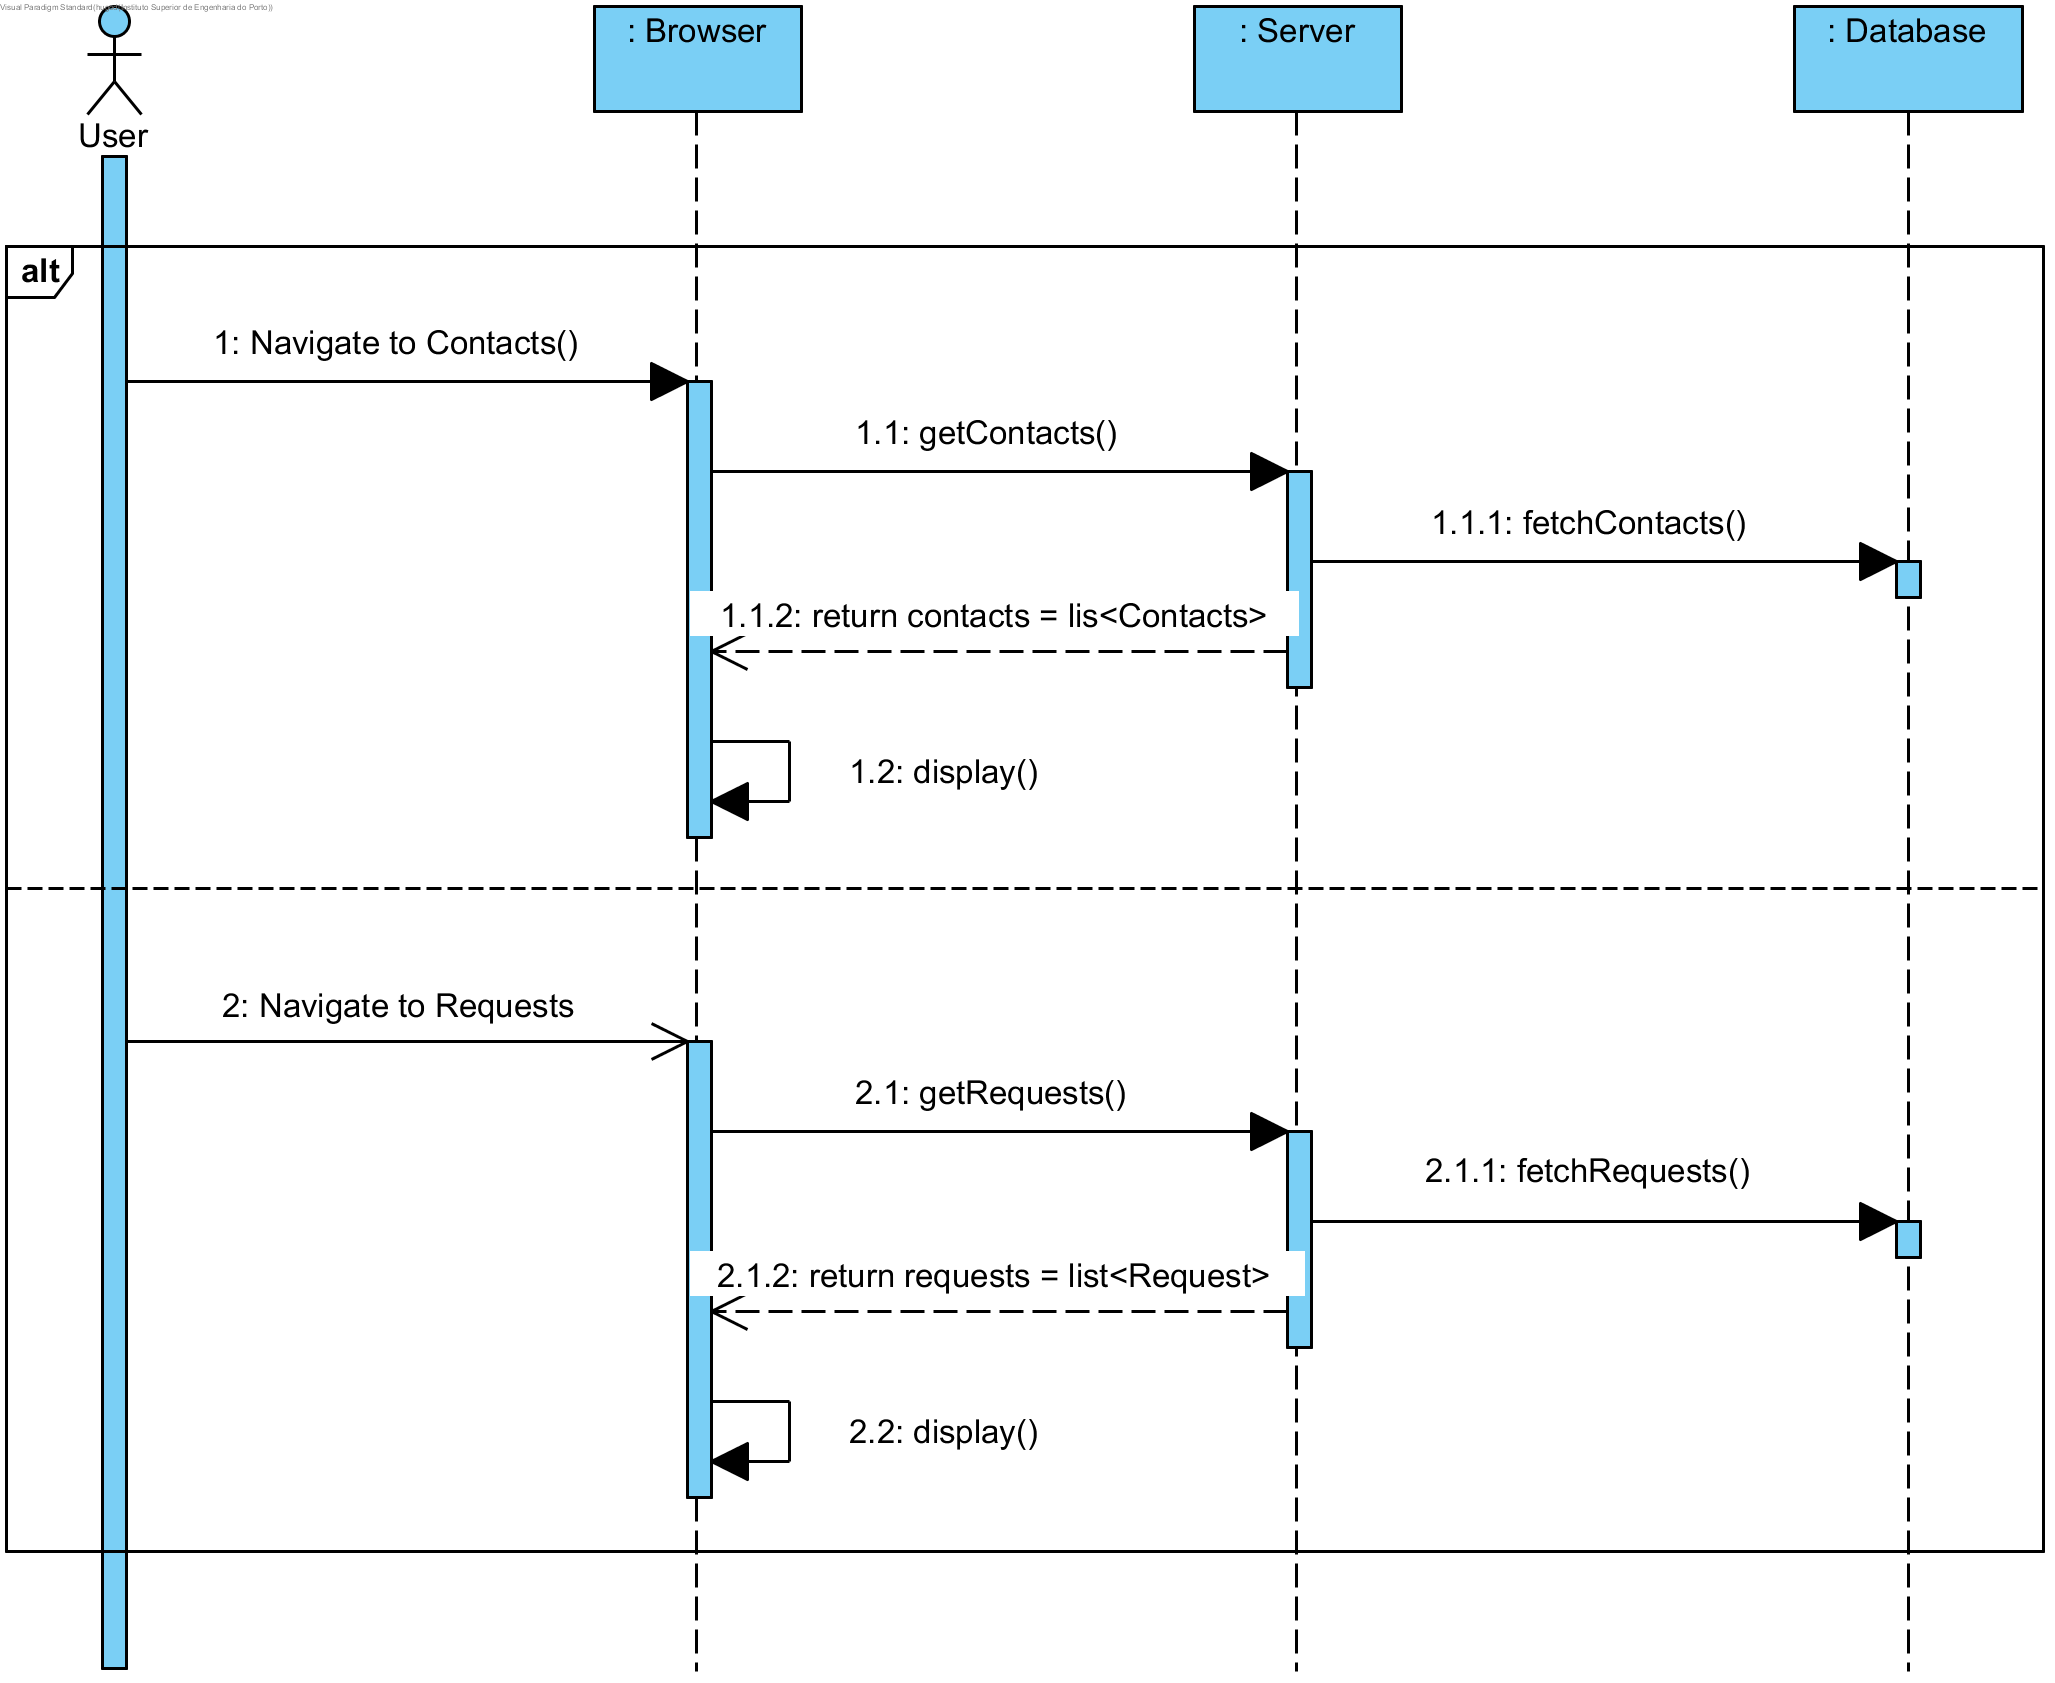 Visual Paradigm Standard(Instituto Superior de Engenharia do Porto))
: Browser
: Server
: Database
User
alt
1: Navigate to Contacts()
1.1: getContacts()
1.1.1: fetchContacts()
1.1.2: return contacts = lis<Contacts>
1.2: display()
2: Navigate to Requests
2.1: getRequests()
2.1.1: fetchRequests()
2.1.2: return requests = list<Request>
2.2: display()